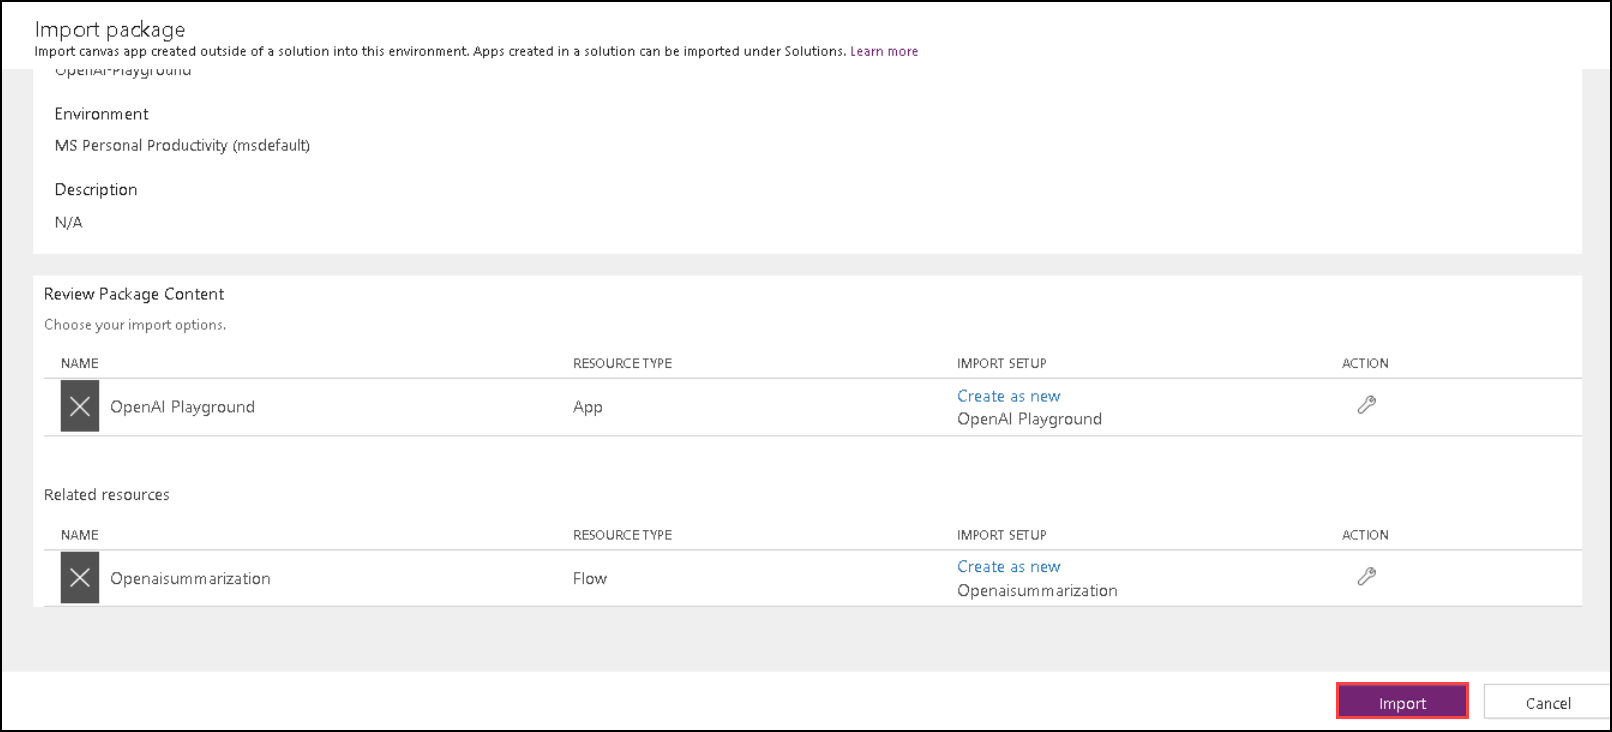 Import package
Import canvas app created outside of a solution into this environment. Apps created in a solution can be imported under Solutions. Learn more
OpenAI-Playground
Environment
MS Personal Productivity (msdefault)
Description
N/A
Review Package Content
Choose your import options.
NAME RESOURCE TYPE IMPORT SETUP ACTION
OpenAI Playground App Create as new
OpenAI Playground
Related resources
NAME RESOURCE TYPE IMPORT SETUP ACTION
Openaisummarization Flow Create as new
Openaisummarization
Import Cancel